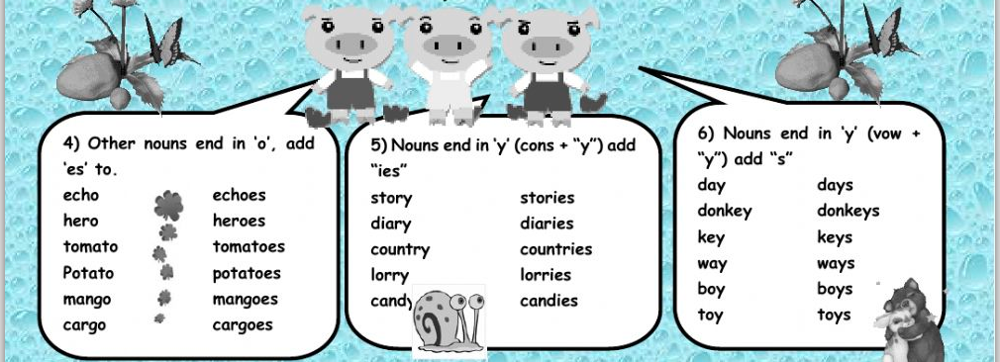 4) Other nouns end in ‘o’, add
‘es’ to.
echo echoes
hero heroes
tomato tomatoes
Potato potatoes
mango mangoes
cargo cargoes
5) Nouns end in ‘y’ (cons + “y”) add
“ies”
story stories
diary diaries
country countries
lorry lorries
candy candies
6) Nouns end in ‘y’ (vow +
“y”) add “s”
day days
donkey donkeys
key keys
way ways
boy boys
toy toys